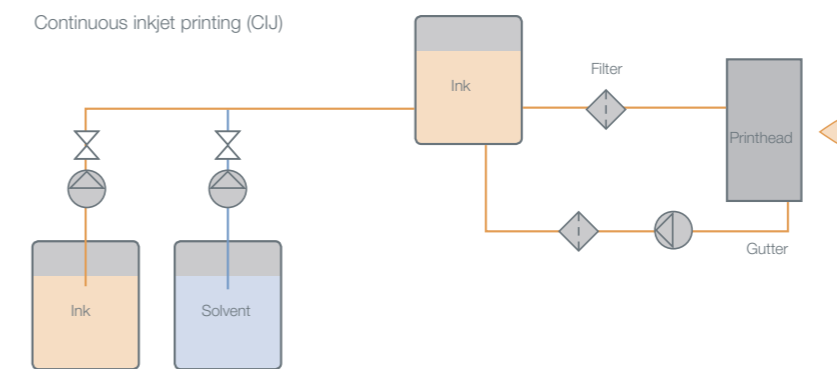 Continuous inkjet printing (CIJ)
Ink
Filter
Printhead
Gutter
Ink
Solvent